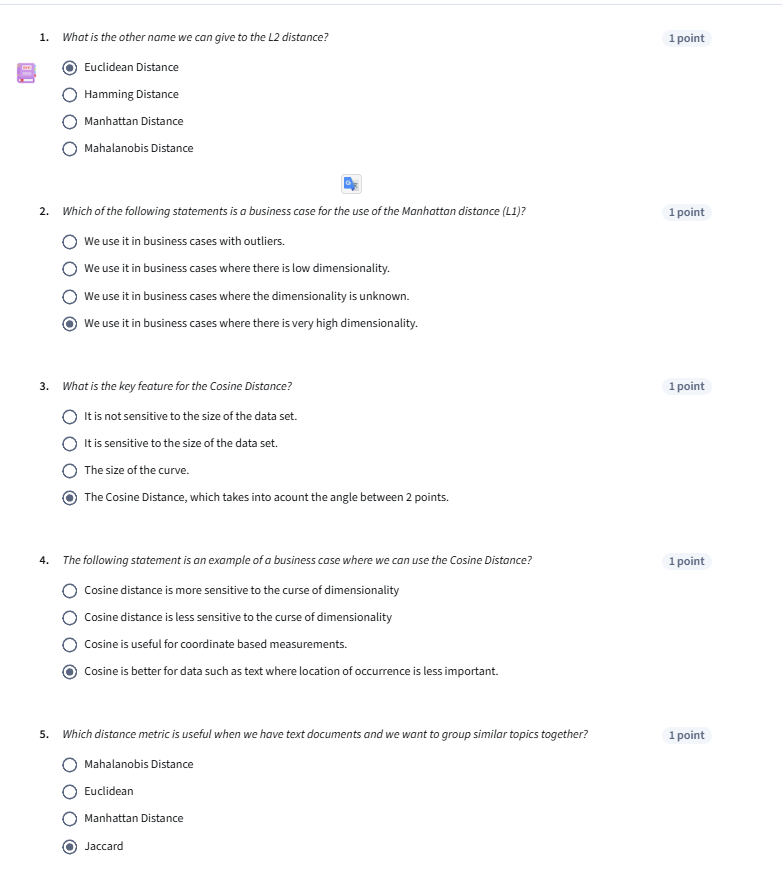 1. What is the other name we can give to the L2 distance? 1 point
Euclidean Distance
Hamming Distance
Manhattan Distance
Mahalanobis Distance
2. Which of the following statements is a business case for the use of the Manhattan distance (L1)? 1 point
We use it in business cases with outliers.
We use it in business cases where there is low dimensionality.
We use it in business cases where the dimensionality is unknown.
We use it in business cases where there is very high dimensionality.
3. What is the key feature for the Cosine Distance? 1 point
It is not sensitive to the size of the data set.
It is sensitive to the size of the data set.
The size of the curve.
The Cosine Distance, which takes into acount the angle between 2 points.
4. The following statement is an example of a business case where we can use the Cosine Distance? 1 point
Cosine distance is more sensitive to the curse of dimensionality
Cosine distance is less sensitive to the curse of dimensionality
Cosine is useful for coordinate based measurements.
Cosine is better for data such as text where location of occurrence is less important.
5. Which distance metric is useful when we have text documents and we want to group similar topics together? 1 point
Mahalanobis Distance
Euclidean
Manhattan Distance
Jaccard